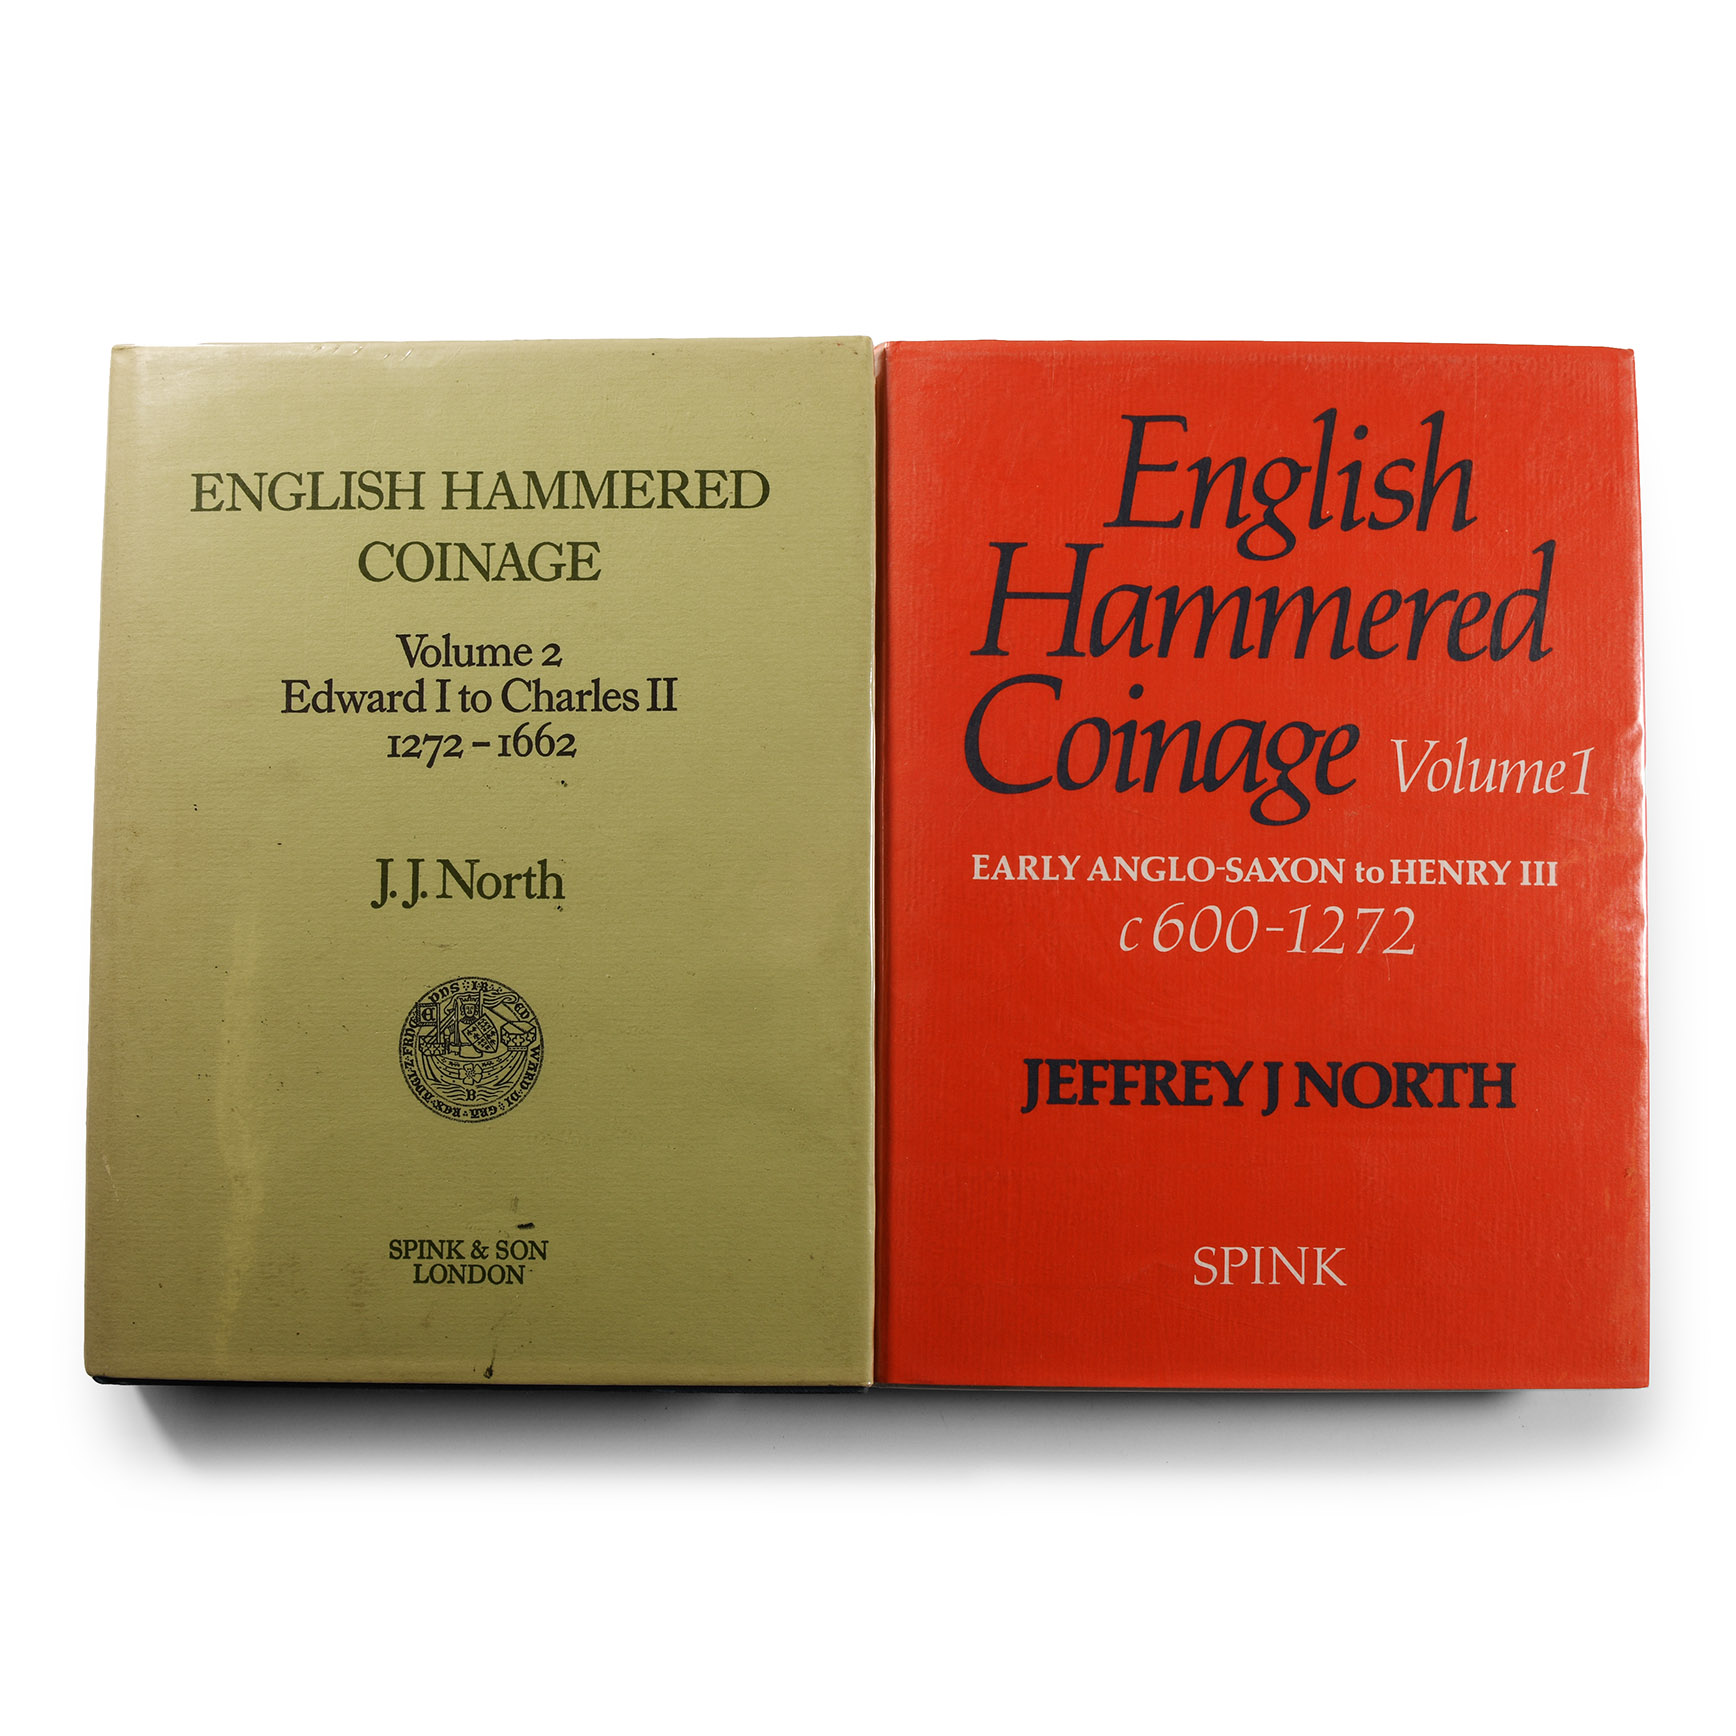 ENGLISH HAMMERED
COINAGE
Volume 2
Edward I to Charles II
1272 – 1662
J. J. North
B
SPINK & SON
LONDON
English
Hammered
Coinage Volume 1
EARLY ANGLO-SAXON to HENRY III
c 600-1272
JEFFREY J NORTH
SPINK